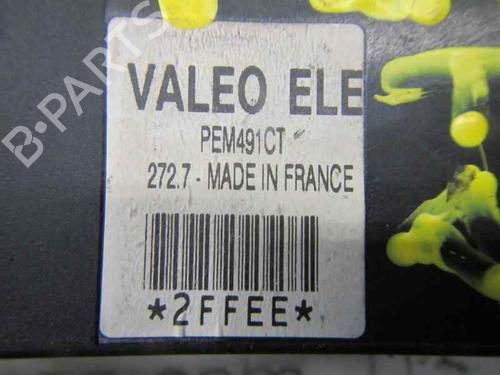 VALEO ELE
PEM491CT
272.7 - MADE IN FRANCE
*2FFEE*
B-PARTS